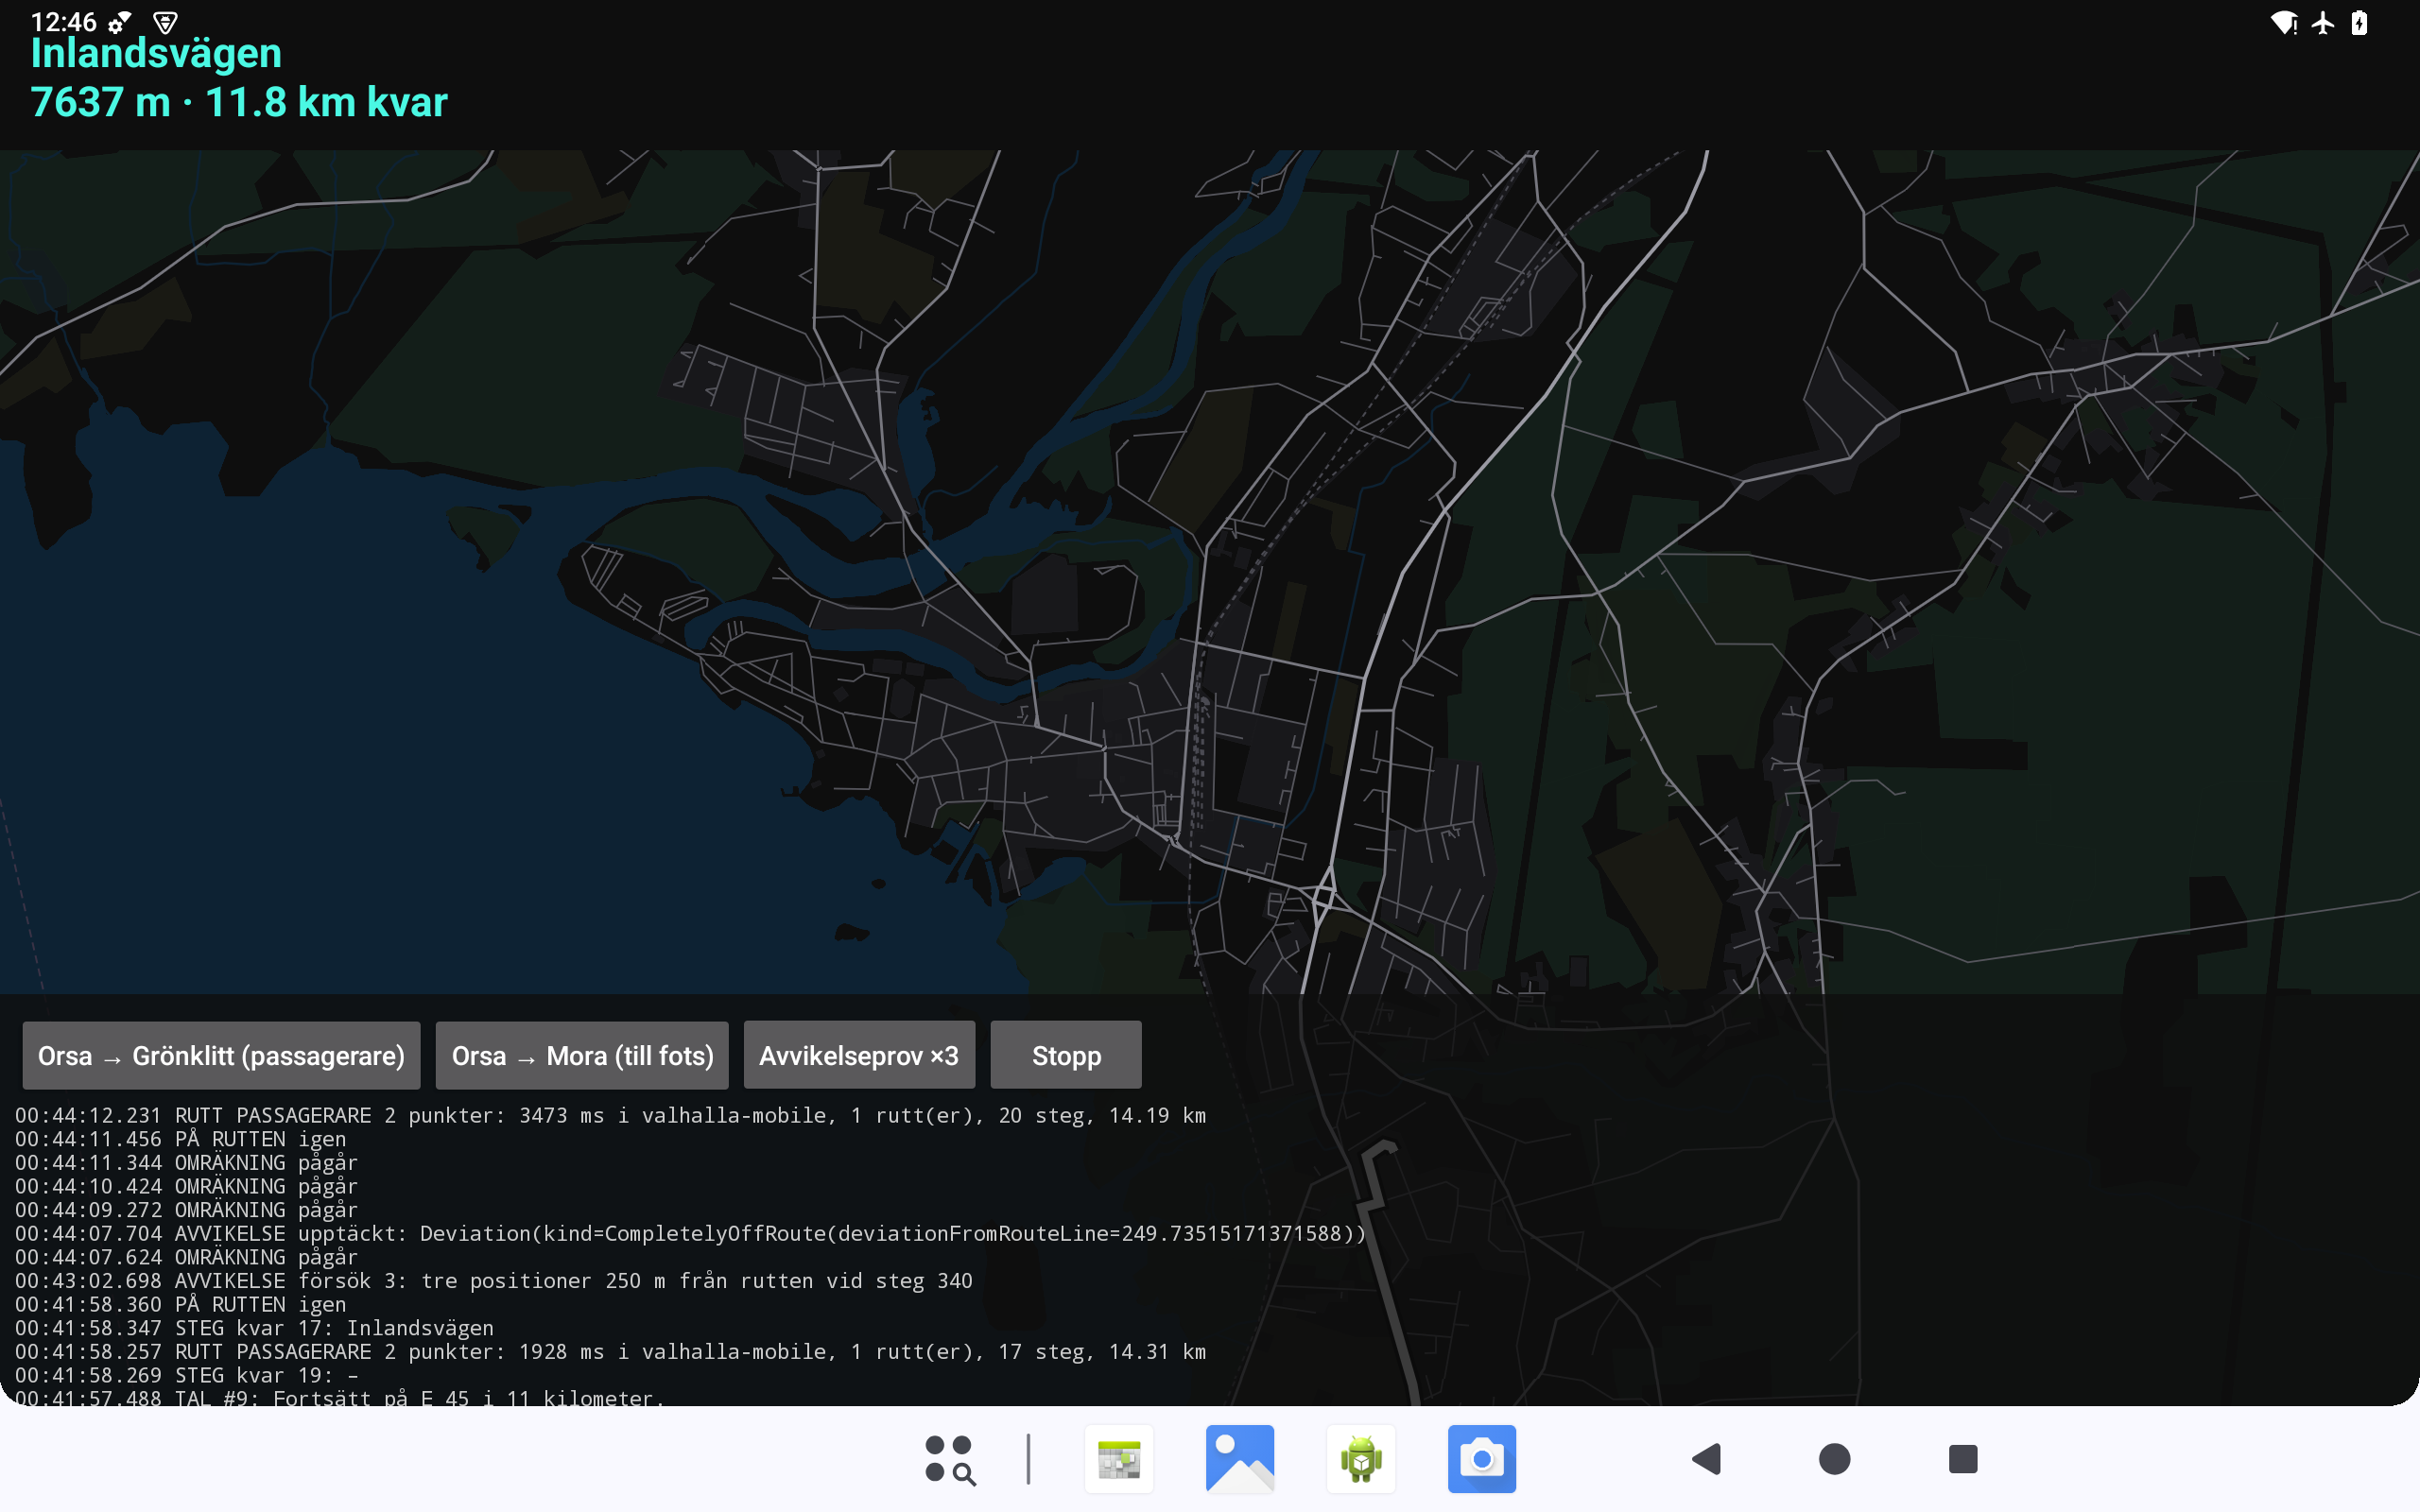 12:46
Inlandsvägen
7637 m · 11.8 km kvar
Orsa → Grönklitt (passagerare)
Orsa → Mora (till fots)
Avvikelseprov ×3
Stopp
00:44:12.231 RUTT PASSAGERARE 2 punkter: 3473 ms i valhalla-mobile, 1 rutt(er), 20 steg, 14.19 km
00:44:11.456 PÅ RUTTEN igen
00:44:11.344 OMRÄKNING pågår
00:44:10.424 OMRÄKNING pågår
00:44:09.272 OMRÄKNING pågår
00:44:07.704 AVVIKELSE upptäckt: Deviation(kind=CompletelyOffRoute(deviationFromRouteLine=249.73515171371588))
00:44:07.624 OMRÄKNING pågår
00:43:02.698 AVVIKELSE försök 3: tre positioner 250 m från rutten vid steg 340
00:41:58.360 PÅ RUTTEN igen
00:41:58.347 STEG kvar 17: Inlandsvägen
00:41:58.257 RUTT PASSAGERARE 2 punkter: 1928 ms i valhalla-mobile, 1 rutt(er), 17 steg, 14.31 km
00:41:58.269 STEG kvar 19: –
00:41:57.488 TAL #9: Fortsätt på E 45 i 11 kilometer.